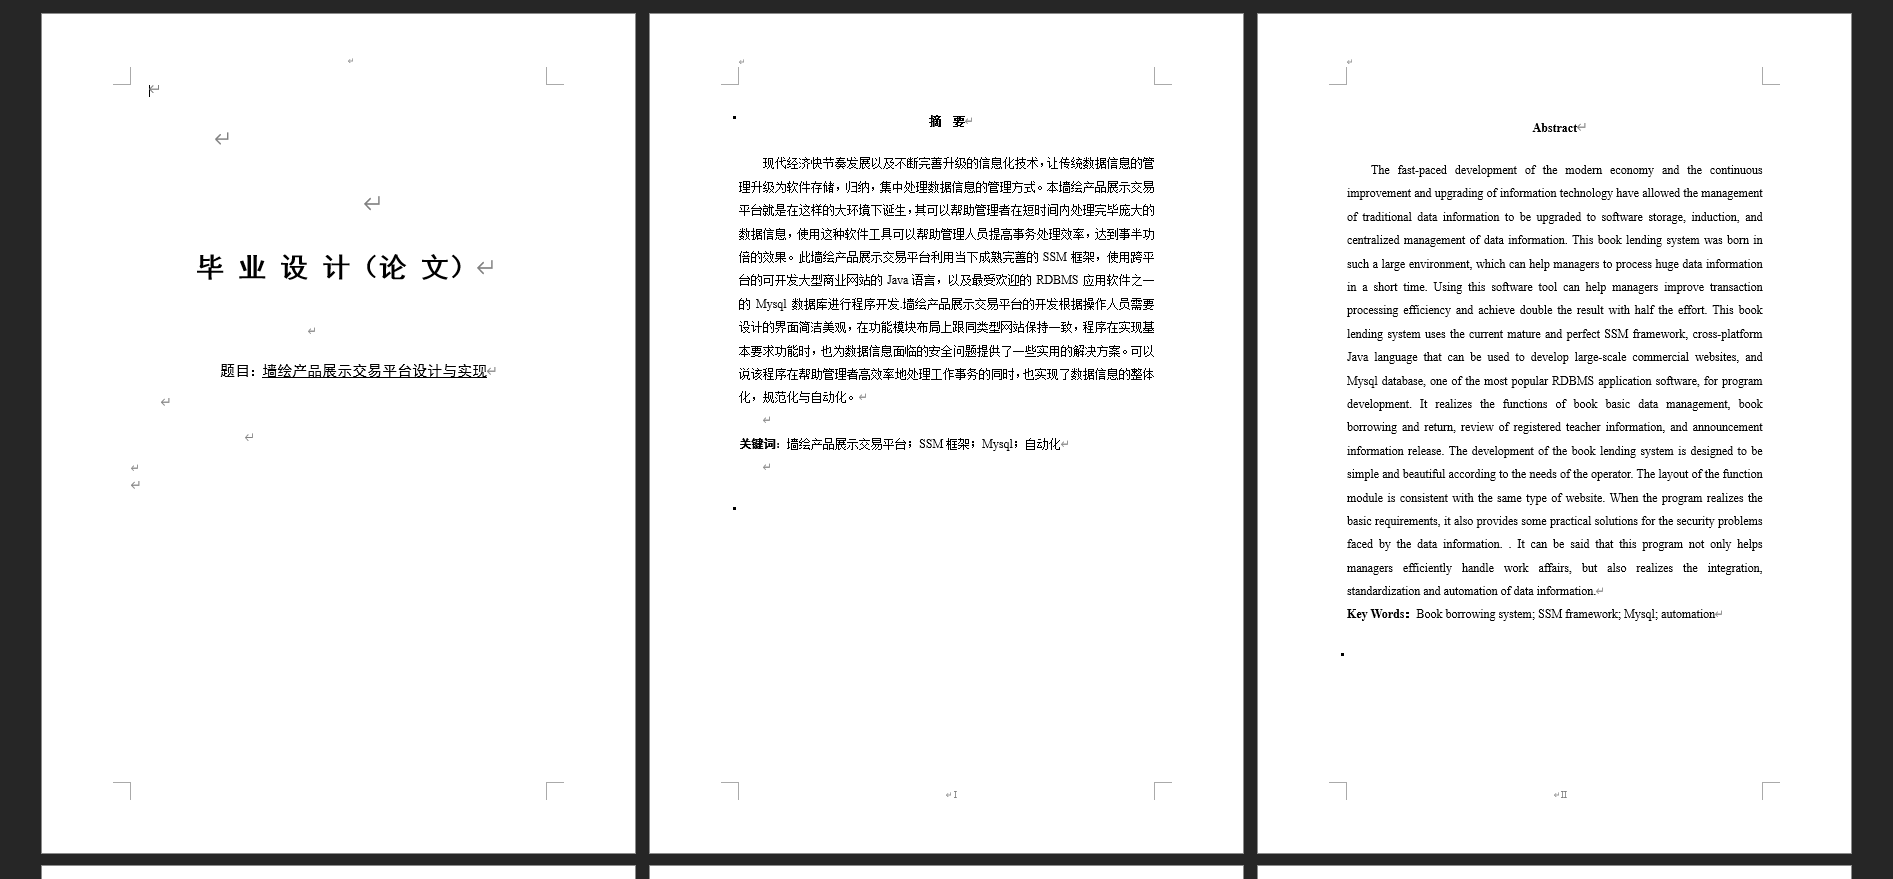 毕 业 设 计（论 文）
题目：墙绘产品展示交易平台设计与实现
摘 要
现代经济快节奏发展以及不断完善升级的信息化技术，让传统数据信息的管
理升级为软件存储，归纳，集中处理数据信息的管理方式。本墙绘产品展示交易
平台就是在这样的大环境下诞生，其可以帮助管理者在短时间内处理完毕庞大的
数据信息，使用这种软件工具可以帮助管理人员提高事务处理效率，达到事半功
倍的效果。此墙绘产品展示交易平台利用当下成熟完善的 SSM 框架，使用跨平
台的可开发大型商业网站的 Java 语言，以及最受欢迎的 RDBMS 应用软件之一
的 Mysql 数据库进行程序开发.墙绘产品展示交易平台的开发根据操作人员需要
设计的界面简洁美观，在功能模块布局上跟同类型网站保持一致，程序在实现基
本要求功能时，也为数据信息面临的安全问题提供了一些实用的解决方案。可以
说该程序在帮助管理者高效率地处理工作事务的同时，也实现了数据信息的整体
化，规范化与自动化。
关键词：墙绘产品展示交易平台；SSM 框架；Mysql；自动化
I
Abstract
The fast-paced development of the modern economy and the continuous
improvement and upgrading of information technology have allowed the management
of traditional data information to be upgraded to software storage, induction, and
centralized management of data information. This book lending system was born in
such a large environment, which can help managers to process huge data information
in a short time. Using this software tool can help managers improve transaction
processing efficiency and achieve double the result with half the effort. This book
lending system uses the current mature and perfect SSM framework, cross-platform
Java language that can be used to develop large-scale commercial websites, and
Mysql database, one of the most popular RDBMS application software, for program
development. It realizes the functions of book basic data management, book
borrowing and return, review of registered teacher information, and announcement
information release. The development of the book lending system is designed to be
simple and beautiful according to the needs of the operator. The layout of the function
module is consistent with the same type of website. When the program realizes the
basic requirements, it also provides some practical solutions for the security problems
faced by the data information. . It can be said that this program not only helps
managers efficiently handle work affairs, but also realizes the integration,
standardization and automation of data information.
Key Words：Book borrowing system; SSM framework; Mysql; automation
II